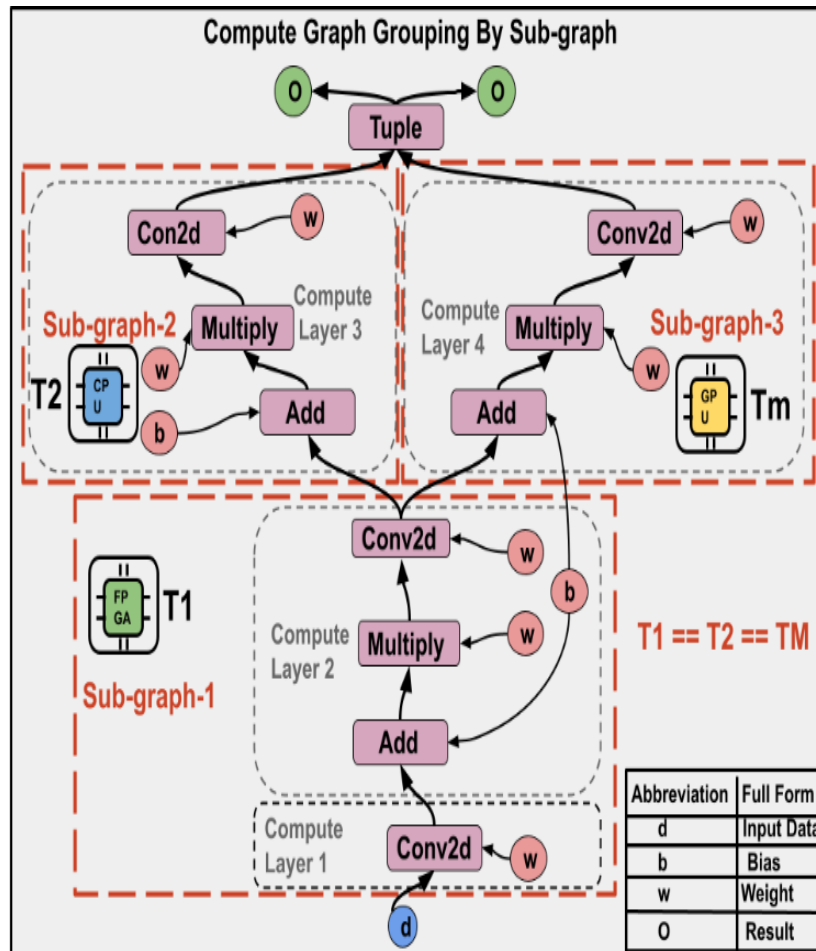 Compute Graph Grouping By Sub-graph
O
O
Tuple
Con2d
w
Conv2d
w
Compute
Layer 3
Sub-graph-2
Multiply
w
T2
CP
U
b
Add
Compute
Layer 4
Multiply
Sub-graph-3
w
GP
U
Tm
Add
Conv2d
w
b
FP
GA
T1
Compute
Layer 2
Multiply
w
T1 == T2 == TM
Sub-graph-1
Add
Compute
Layer 1
Conv2d
w
d
Abbreviation Full Form
d Input Data
b Bias
w Weight
O Result